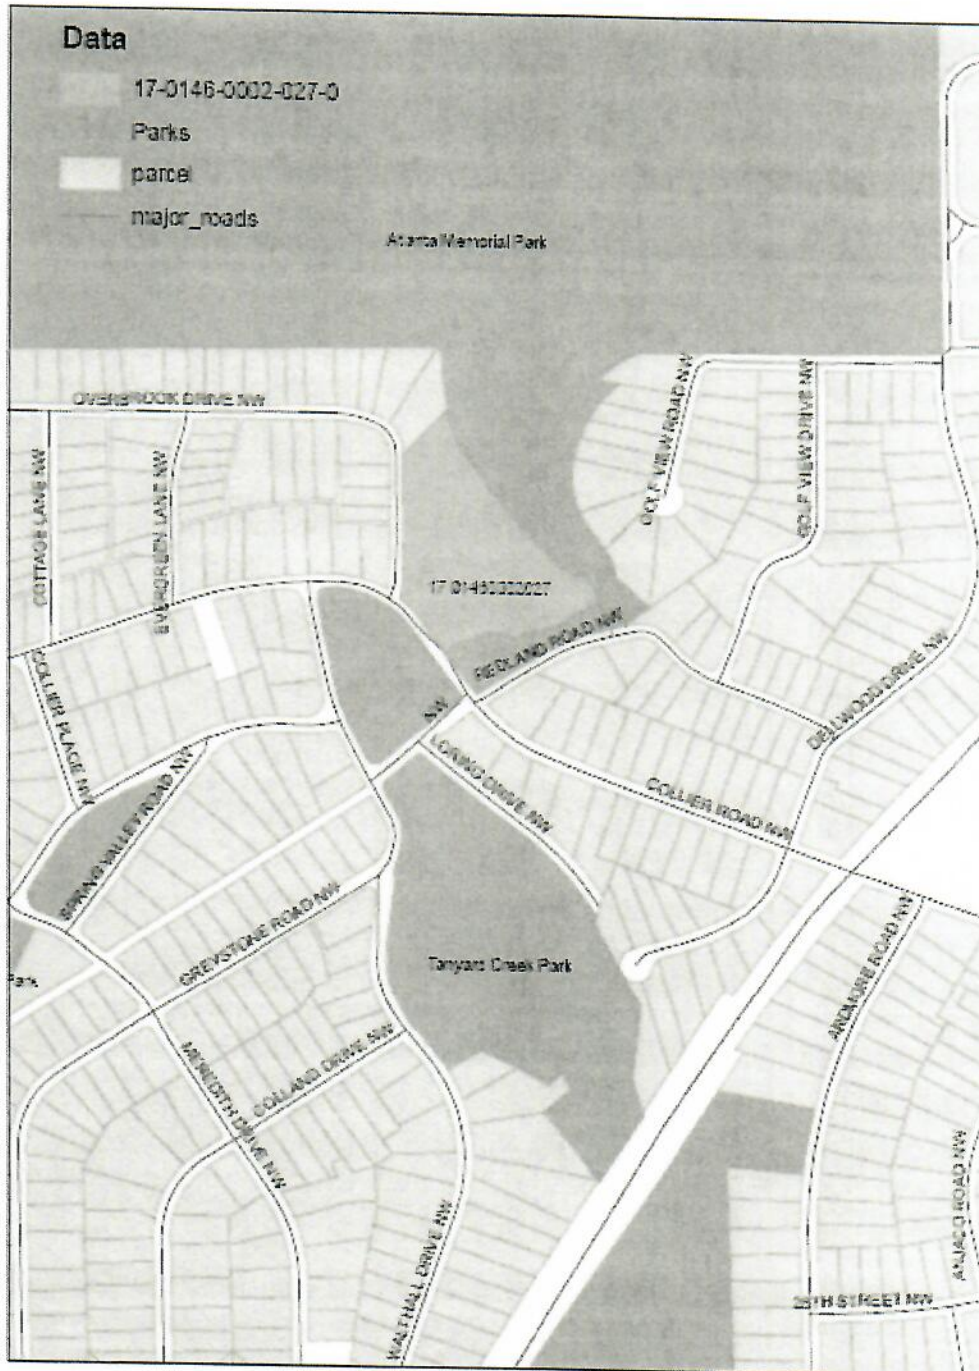 Data
17-0146-0002-027-0
Parks
parcel
major_roads
Atlanta Memorial Park
OVERBROOK DRIVE NW
GOLF VIEW ROAD NW
GOLF VIEW DRIVE NW
COTTAGE LANE NW
EVERGREEN LANE NW
17 01460002027
REDLAND ROAD NW
COLLIER PLACE NW
NW
DELLWOOD DRIVE NW
LORING DRIVE NW
COLLIER ROAD NW
SPRING VALLEY ROAD NW
GREYSTONE ROAD NW
Tanyard Creek Park
Park
ARDMORE ROAD NW
MEREDITH DRIVE NW
GOLLAND DRIVE NW
ANJACO ROAD NW
WALTHALL DRIVE NW
28TH STREET NW